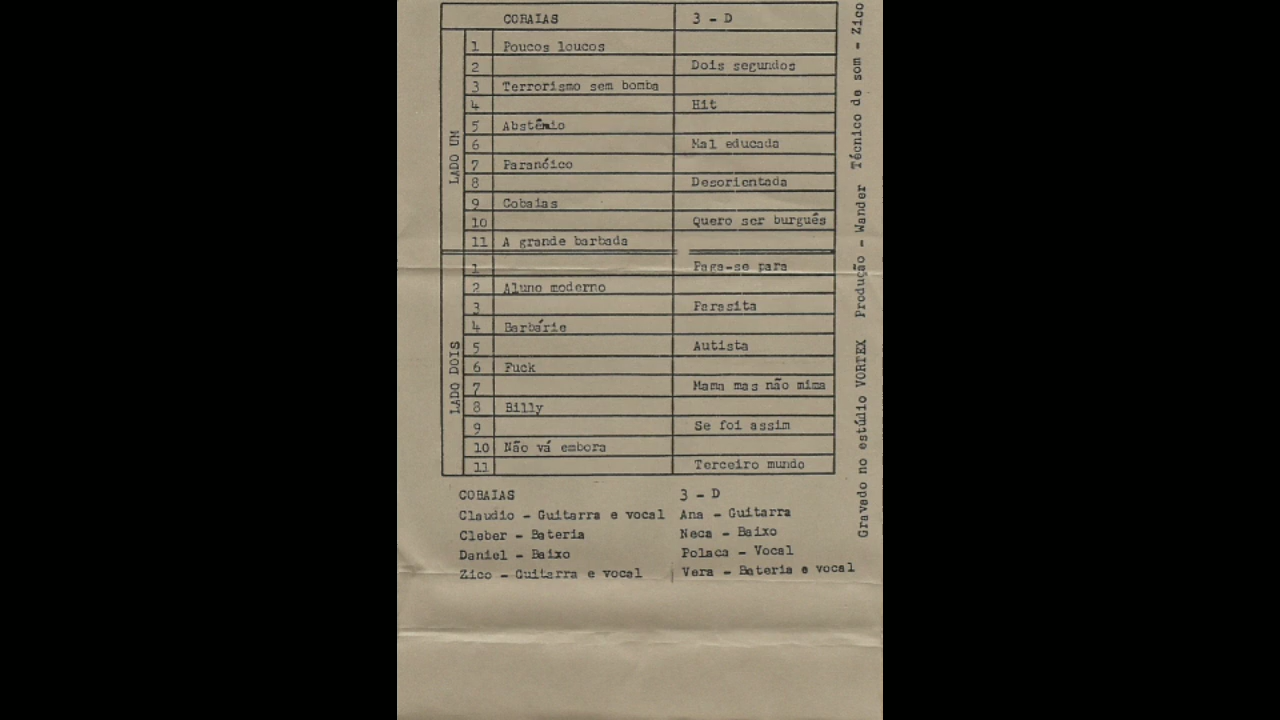 COBAIAS 3 - D
LADO UM
1 Poucos loucos
2 Dois segundos
3 Terrorismo sem bomba
4 Hit
5 Abstêmio
6 Mal educada
7 Paranóico
8 Desorientada
9 Cobaias
10 Quero ser burguês
11 A grande barbada
LADO DOIS
1 Paga-se para
2 Aluno moderno
3 Parasita
4 Barbárie
5 Autista
6 Fuck
7 Mama mas não mima
8 Billy
9 Se foi assim
10 Não vá embora
11 Terceiro mundo
COBAIAS 3 - D
Claudio - Guitarra e vocal Ana - Guitarra
Cleber - Bateria Neca - Baixo
Daniel - Baixo Polaca - Vocal
Zico - Guitarra e vocal Vera - Bateria e vocal
Gravado no estúdio VORTEX Produção - Wander Técnico de som - Zico